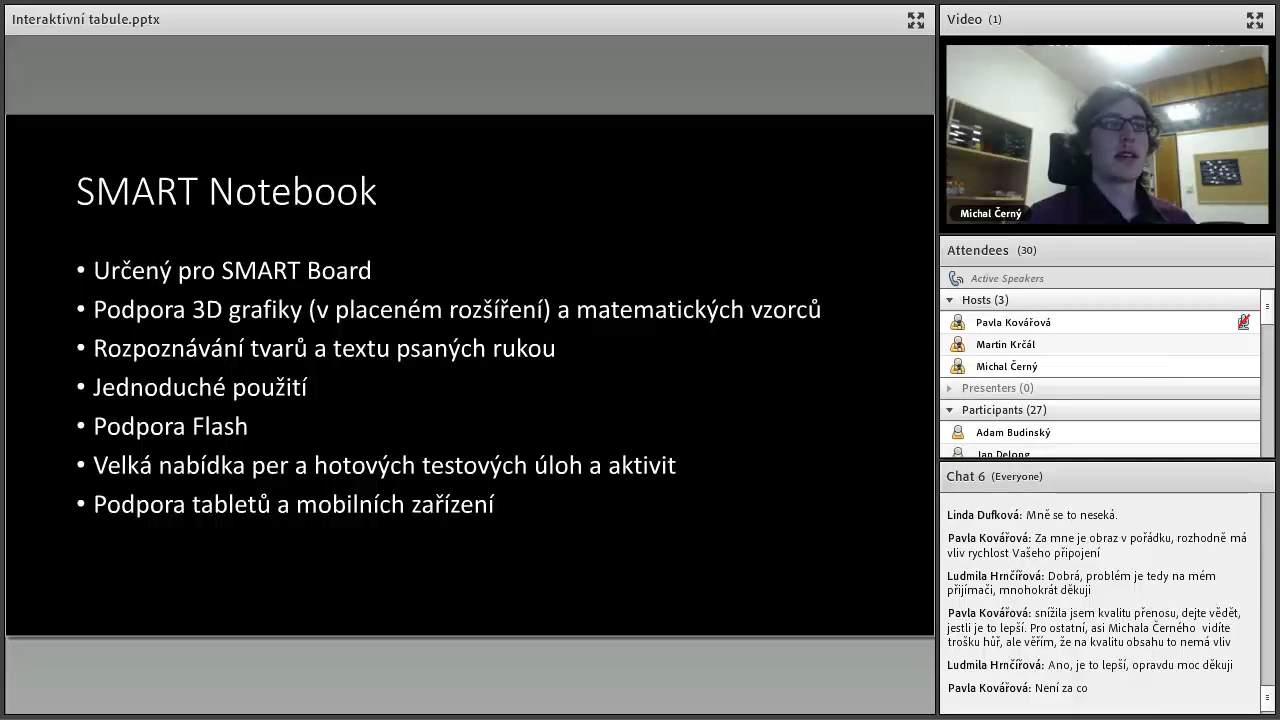 Interaktivní tabule.pptx
SMART Notebook
• Určený pro SMART Board
• Podpora 3D grafiky (v placeném rozšíření) a matematických vzorců
• Rozpoznávání tvarů a textu psaných rukou
• Jednoduché použití
• Podpora Flash
• Velká nabídka per a hotových testových úloh a aktivit
• Podpora tabletů a mobilních zařízení
Video (1)
Michal Černý
Attendees (30)
Active Speakers
Hosts (3)
Pavla Kovářová
Martin Krčál
Michal Černý
Presenters (0)
Participants (27)
Adam Budinský
Jan Delong
Chat 6 (Everyone)
Linda Dufková: Mně se to neseká.
Pavla Kovářová: Za mne je obraz v pořádku, rozhodně má
vliv rychlost Vašeho připojení
Ludmila Hrnčířová: Dobrá, problém je tedy na mém
přijímači, mnohokrát děkuji
Pavla Kovářová: snížila jsem kvalitu přenosu, dejte vědět,
jestli je to lepší. Pro ostatní, asi Michala Černého vidíte
trošku hůř, ale věřím, že na kvalitu obsahu to nemá vliv
Ludmila Hrnčířová: Ano, je to lepší, opravdu moc děkuji
Pavla Kovářová: Není za co